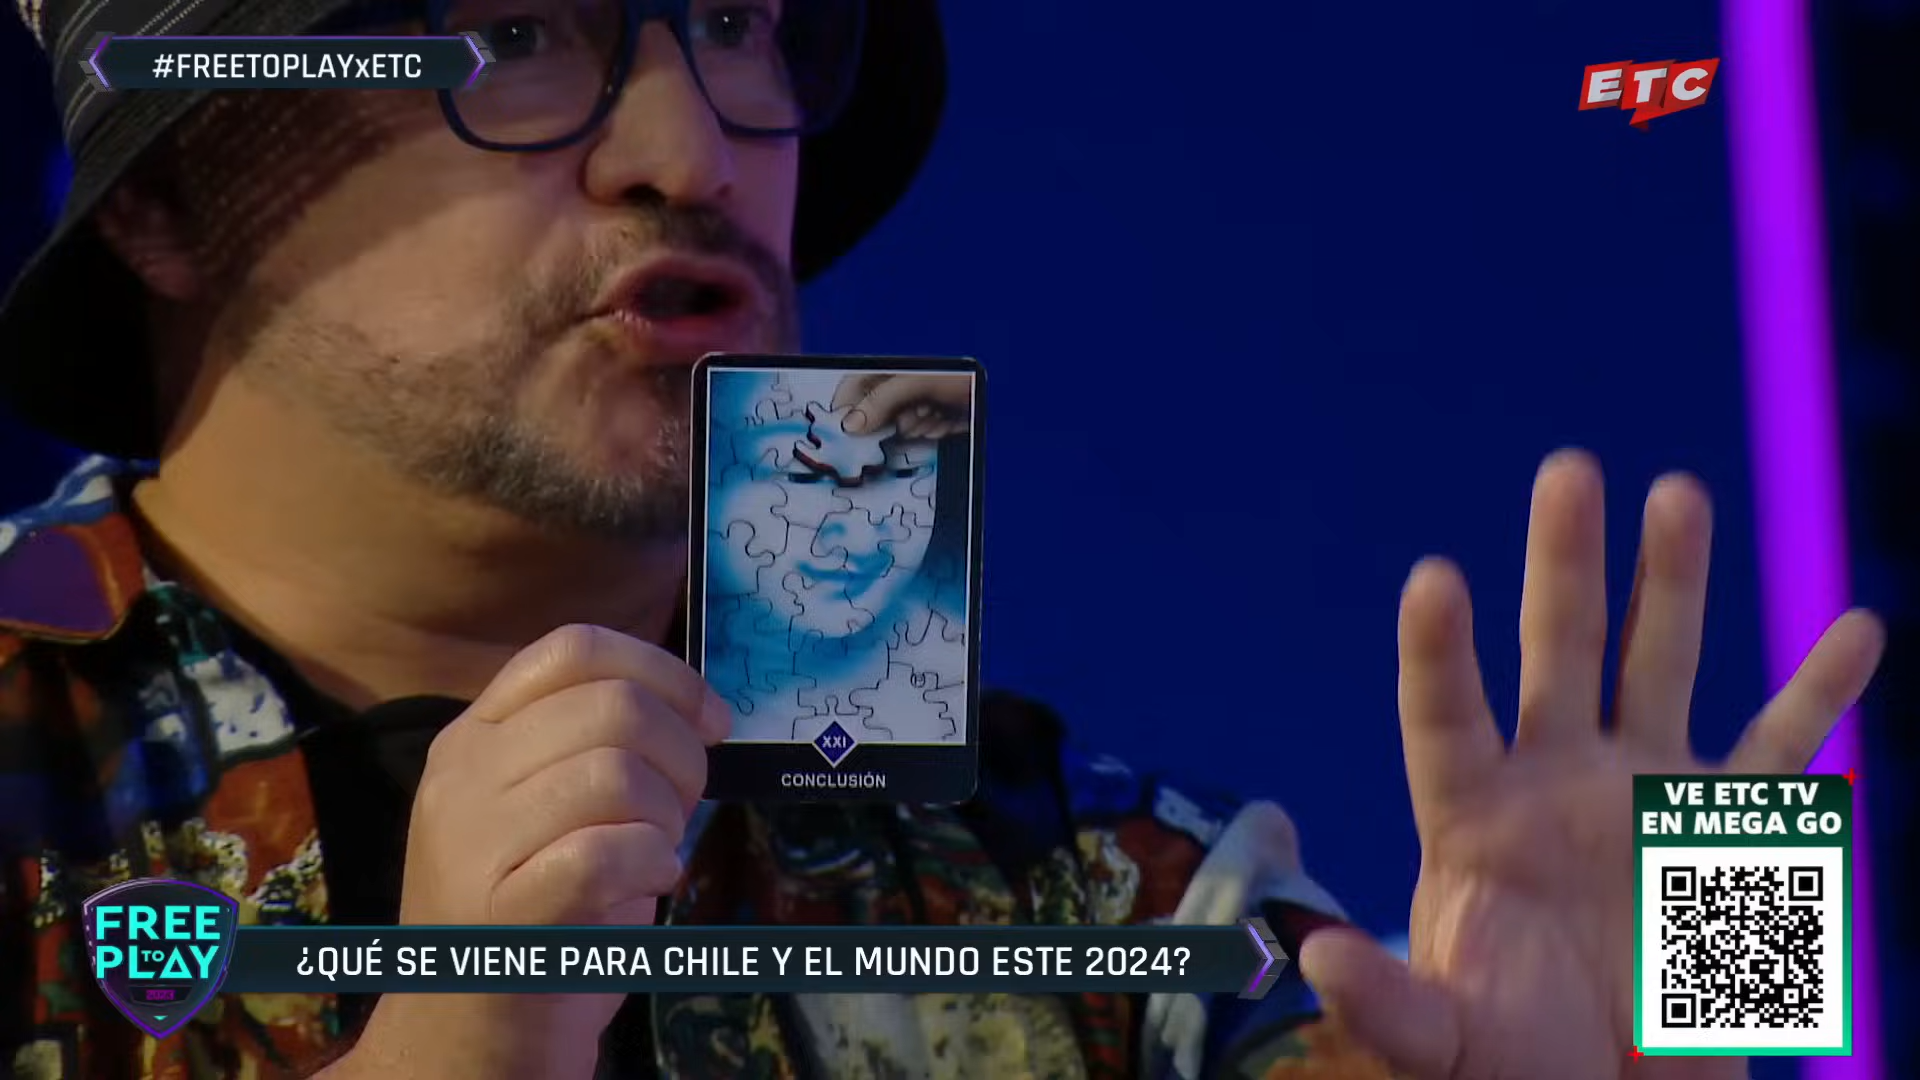 #FREETOPLAYxETC
ETC
XXI
CONCLUSIÓN
VE ETC TV
EN MEGA GO
FREE
TO
PLAY
¿QUÉ SE VIENE PARA CHILE Y EL MUNDO ESTE 2024?